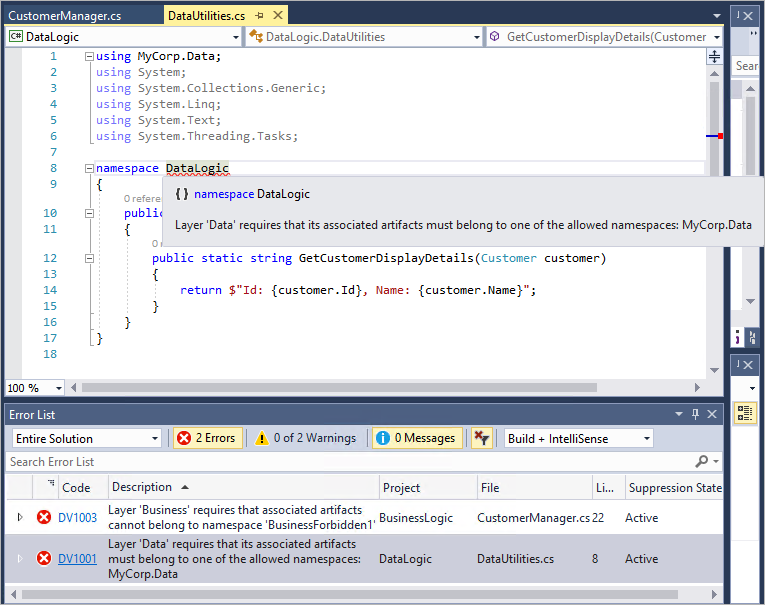 CustomerManager.cs DataUtilities.cs
DataLogic DataLogic.DataUtilities GetCustomerDisplayDetails(Customer
1 using MyCorp.Data;
2 using System;
3 using System.Collections.Generic;
4 using System.Linq;
5 using System.Text;
6 using System.Threading.Tasks;
7
8 namespace DataLogic
9 {
0 refere
{ } namespace DataLogic
10 public
Layer 'Data' requires that its associated artifacts must belong to one of the allowed namespaces: MyCorp.Data
11 {
12 public static string GetCustomerDisplayDetails(Customer customer)
13 {
14 return $"Id: {customer.Id}, Name: {customer.Name}";
15 }
16 }
17 }
18
100 %
Sear
Error List
Entire Solution 2 Errors 0 of 2 Warnings 0 Messages Build + IntelliSense
Search Error List
Code Description Project File Li... Suppression State
DV1003 Layer 'Business' requires that associated artifacts cannot belong to namespace 'BusinessForbidden1' BusinessLogic CustomerManager.cs 22 Active
DV1001 Layer 'Data' requires that its associated artifacts must belong to one of the allowed namespaces: MyCorp.Data DataLogic DataUtilities.cs 8 Active